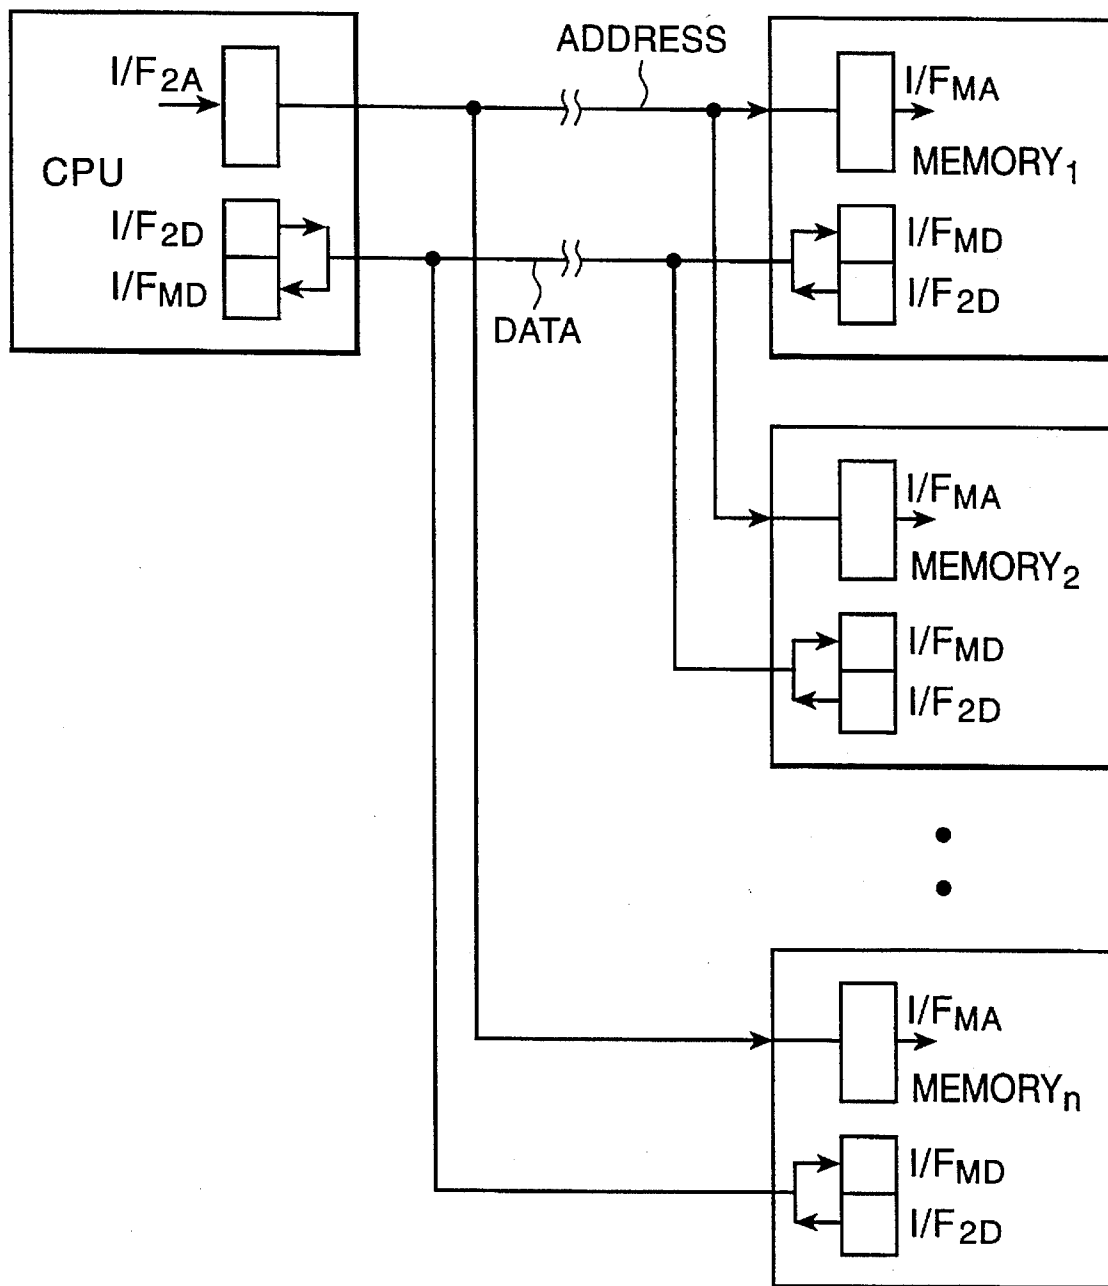 ADDRESS
I/F2A
CPU
I/F2D
I/FMD
DATA
I/FMA
MEMORY1
I/FMD
I/F2D
I/FMA
MEMORY2
I/FMD
I/F2D
I/FMA
MEMORYn
I/FMD
I/F2D